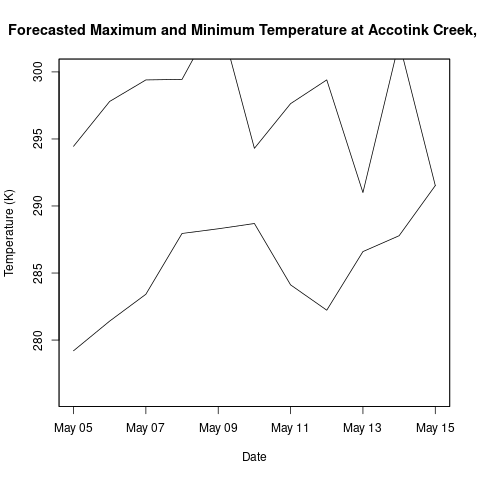 Forecasted Maximum and Minimum Temperature at Accotink Creek,
300
295
290
285
280
Temperature (K)
May 05 May 07 May 09 May 11 May 13 May 15
Date